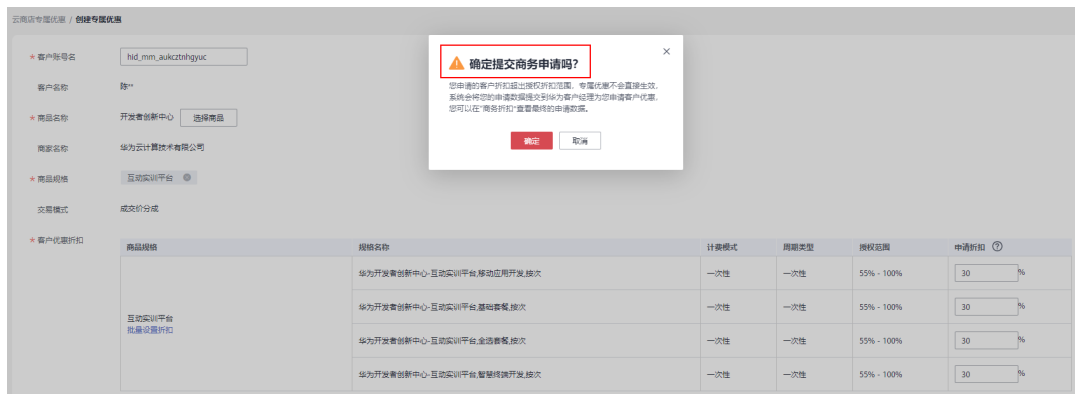 云商店专属优惠 / 创建专属优惠
* 客户账号名 hid_mm_aukcztnhgyuc
客户名称 陈**
* 商品名称 开发者创新中心 选择商品
商家名称 华为云计算技术有限公司
* 商品规格 互动实训平台
交易模式 成交价分成
确定提交商务申请吗?
您申请的客户折扣超出授权折扣范围，专属优惠不会直接生效，
系统会将您的申请数据提交到华为客户经理为您申请客户优惠，
您可以在“商务折扣”查看最终的申请数据。
确定 取消
* 客户优惠折扣
商品规格 规格名称 计费模式 周期类型 授权范围 申请折扣
互动实训平台
批量设置折扣
华为开发者创新中心-互动实训平台,移动应用开发,按次 一次性 一次性 55% - 100% 30 %
华为开发者创新中心-互动实训平台,基础套餐,按次 一次性 一次性 55% - 100% 30 %
华为开发者创新中心-互动实训平台,全选套餐,按次 一次性 一次性 55% - 100% 30 %
华为开发者创新中心-互动实训平台,智慧终端开发,按次 一次性 一次性 55% - 100% 30 %